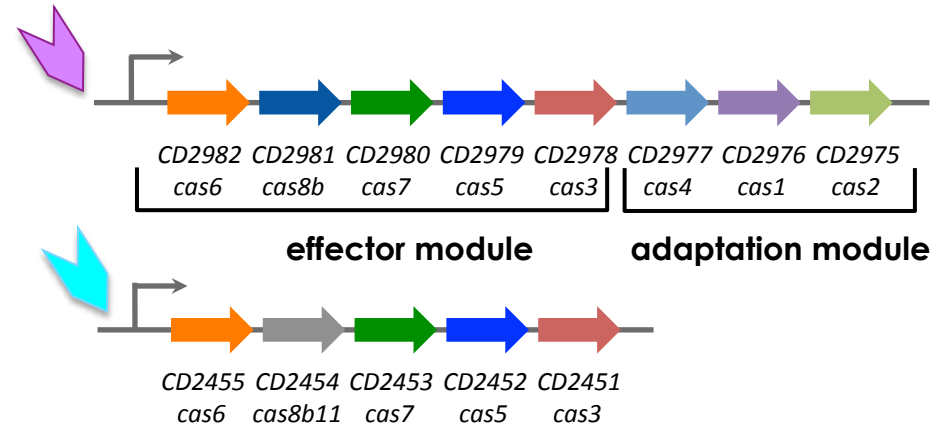 CD2982 CD2981 CD2980 CD2979 CD2978 CD2977 CD2976 CD2975
cas6 cas8b cas7 cas5 cas3 cas4 cas1 cas2
effector module adaptation module
CD2455 CD2454 CD2453 CD2452 CD2451
cas6 cas8b11 cas7 cas5 cas3